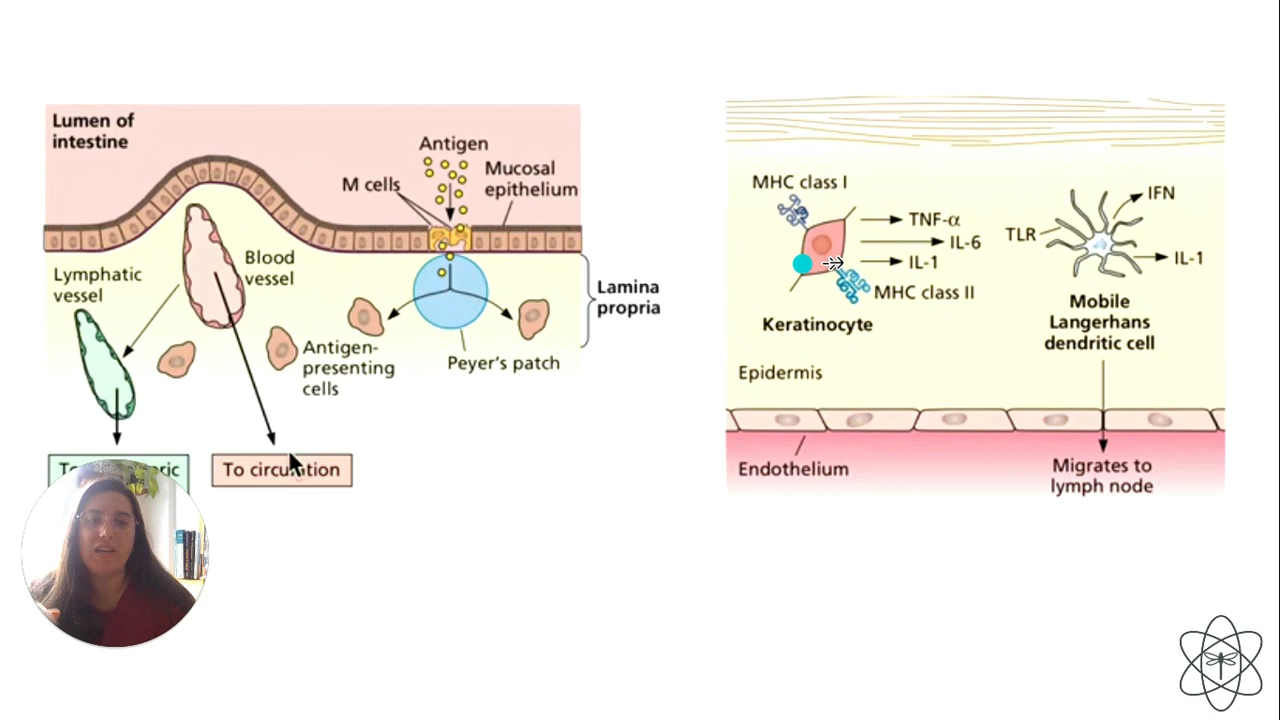 Lumen of
intestine
Antigen
M cells
Mucosal
epithelium
Blood
vessel
Lymphatic
vessel
Lamina
propria
Antigen-
presenting
cells
Peyer's patch
To circulation
MHC class I
TNF-α
IL-6
IL-1
MHC class II
Keratinocyte
TLR
IFN
IL-1
Mobile
Langerhans
dendritic cell
Epidermis
Endothelium
Migrates to
lymph node